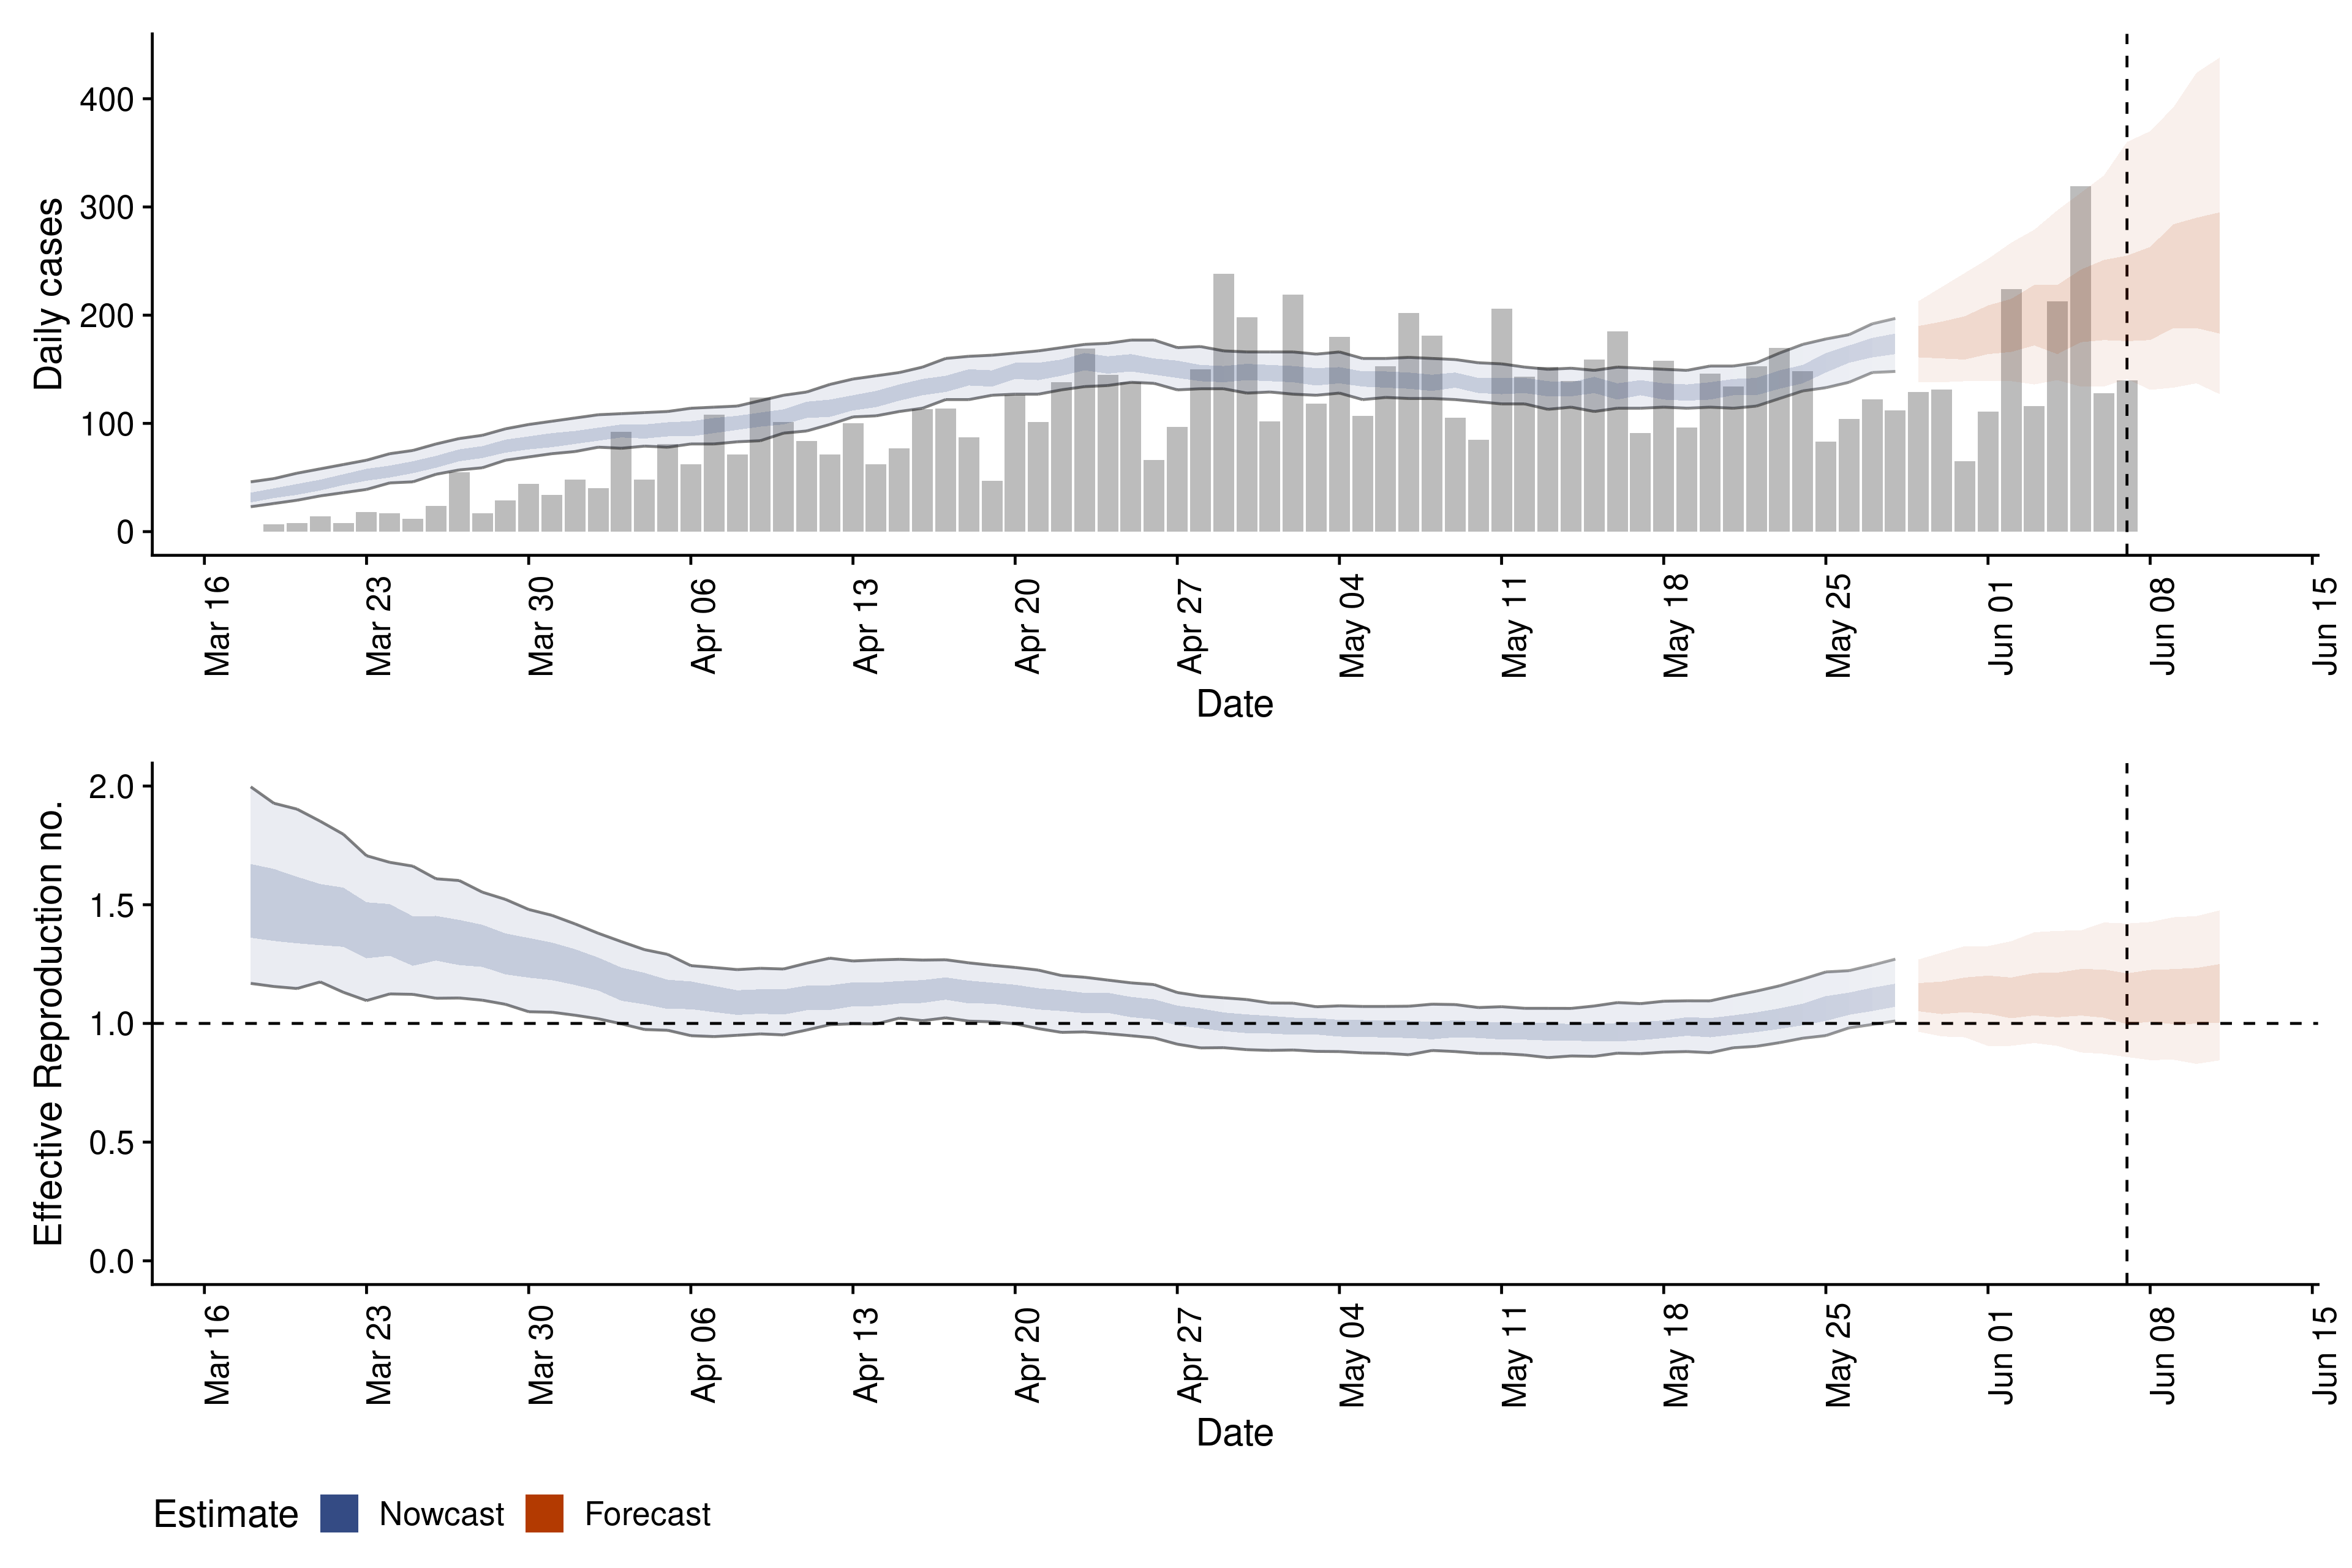 Daily cases
400
300
200
100
0
Mar 16
Mar 23
Mar 30
Apr 06
Apr 13
Apr 20
Apr 27
May 04
May 11
May 18
May 25
Jun 01
Jun 08
Jun 15
Date
Effective Reproduction no.
2.0
1.5
1.0
0.5
0.0
Mar 16
Mar 23
Mar 30
Apr 06
Apr 13
Apr 20
Apr 27
May 04
May 11
May 18
May 25
Jun 01
Jun 08
Jun 15
Date
Estimate Nowcast Forecast